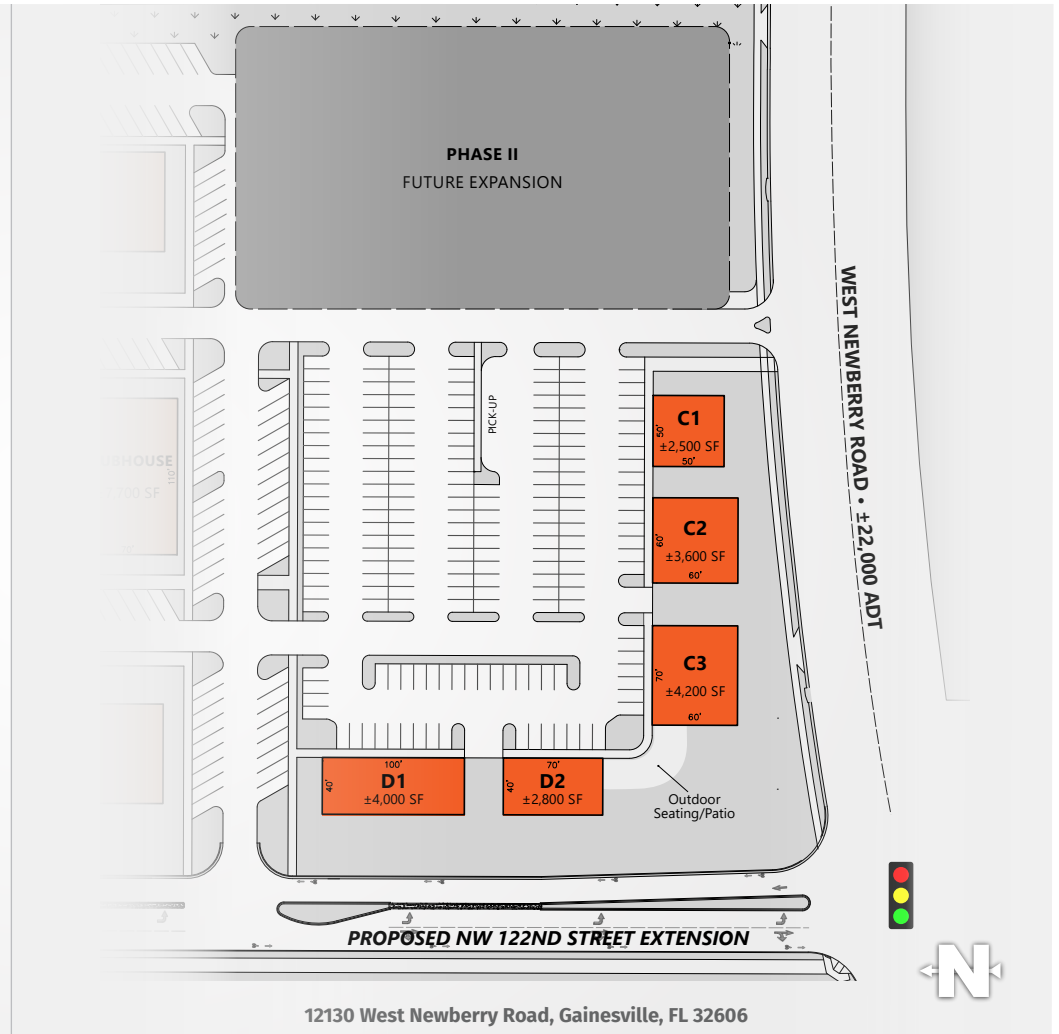 PHASE II
FUTURE EXPANSION
WEST NEWBERRY ROAD • ±22,000 ADT
PICK-UP
C1
50'
±2,500 SF
50'
C2
60'
±3,600 SF
60'
C3
70'
±4,200 SF
60'
HOUSE
110'
SF
100'
D1
40'
±4,000 SF
70'
D2
40'
±2,800 SF
Outdoor
Seating/Patio
PROPOSED NW 122ND STREET EXTENSION
N
12130 West Newberry Road, Gainesville, FL 32606